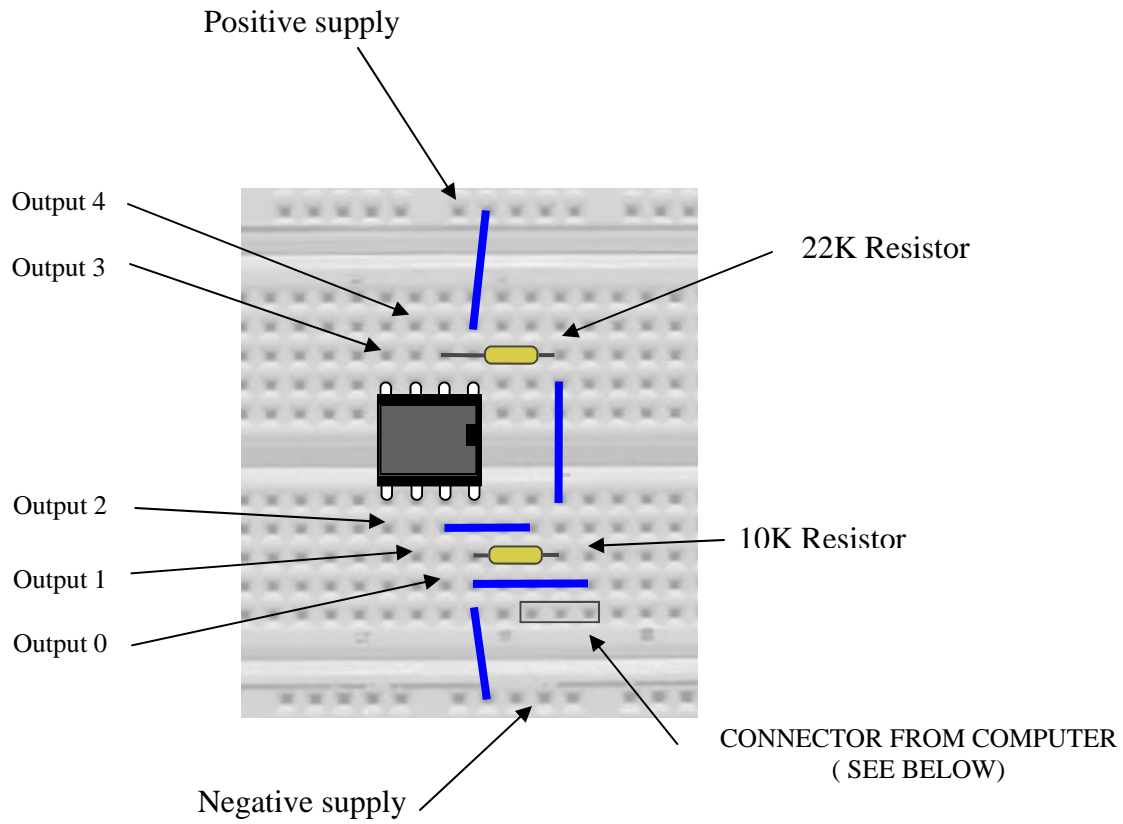 Positive supply
Output 4
Output 3
22K Resistor
Output 2
10K Resistor
Output 1
Output 0
CONNECTOR FROM COMPUTER
( SEE BELOW)
Negative supply